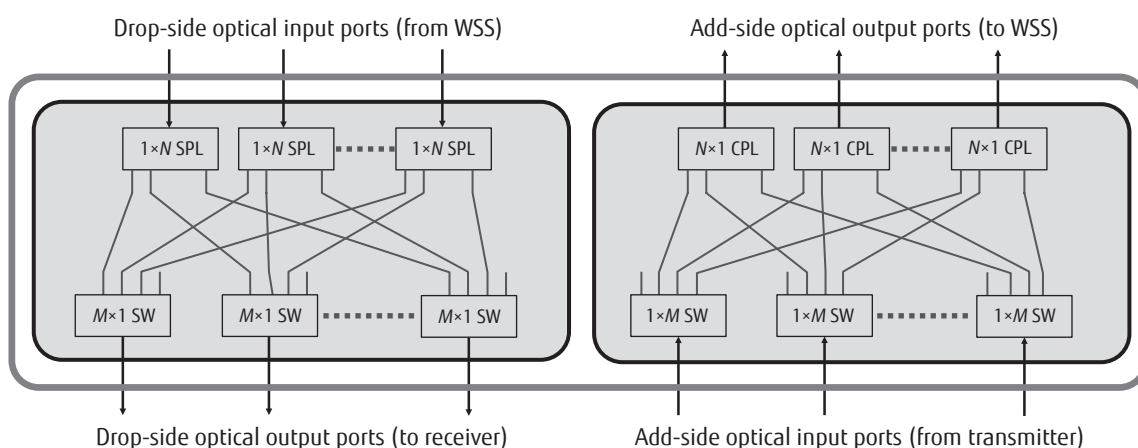 Drop-side optical input ports (from WSS)
Add-side optical output ports (to WSS)
1×N SPL
1×N SPL
1×N SPL
N×1 CPL
N×1 CPL
N×1 CPL
M×1 SW
M×1 SW
M×1 SW
1×M SW
1×M SW
1×M SW
Drop-side optical output ports (to receiver)
Add-side optical input ports (from transmitter)